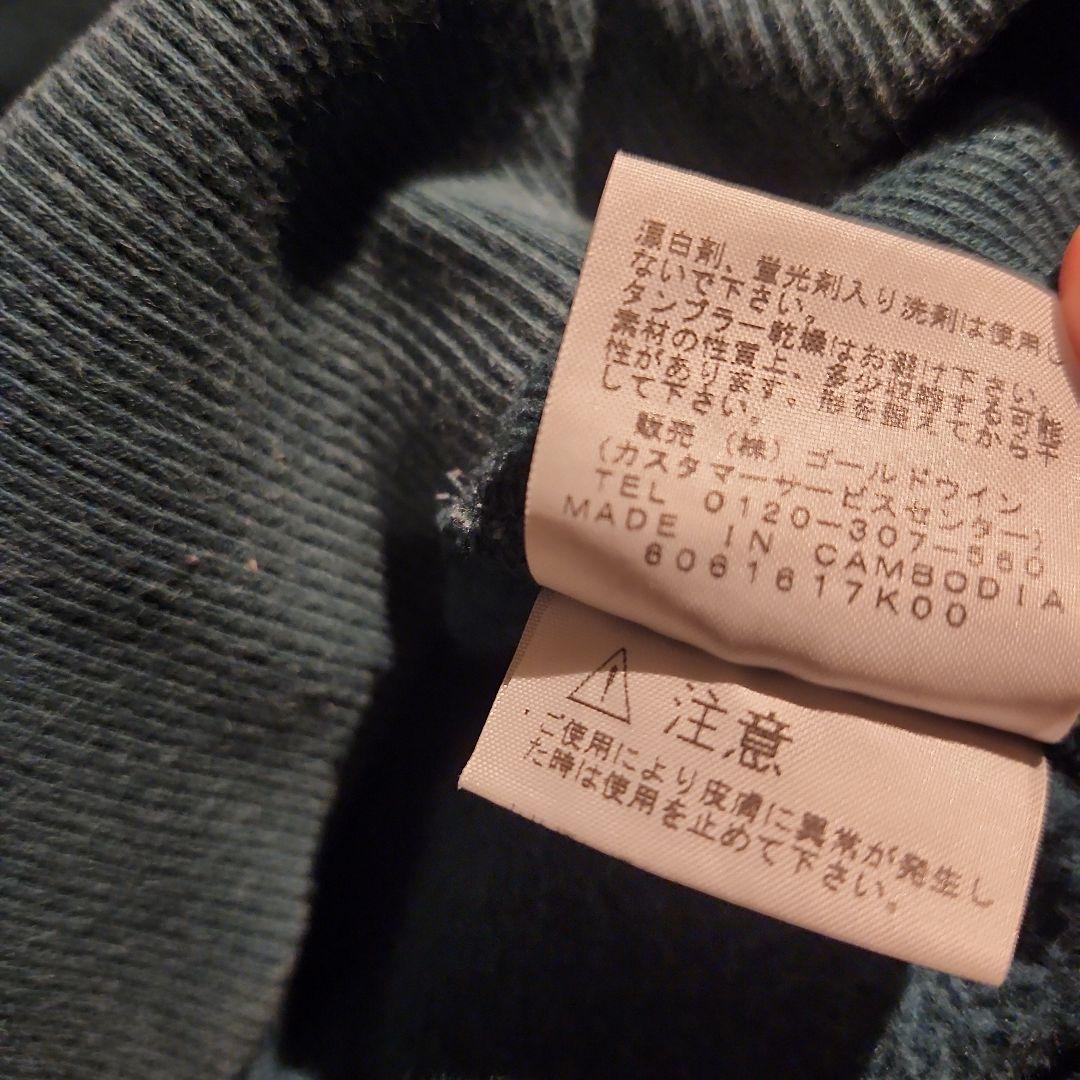 漂白剤、蛍光剤入り洗剤は使用し
ないで下さい。
タンブラー乾燥はお避け下さい。
素材の性質上、多少収縮する可能
性があります。形を整えてから干
して下さい。
販売 (株) ゴールドウイン
(カスタマーサービスセンター)
TEL 0120-307-560
MADE IN CAMBODIA
6061617K00
注意
・ご使用により皮膚に異常が発生し
た時は使用を止めて下さい。